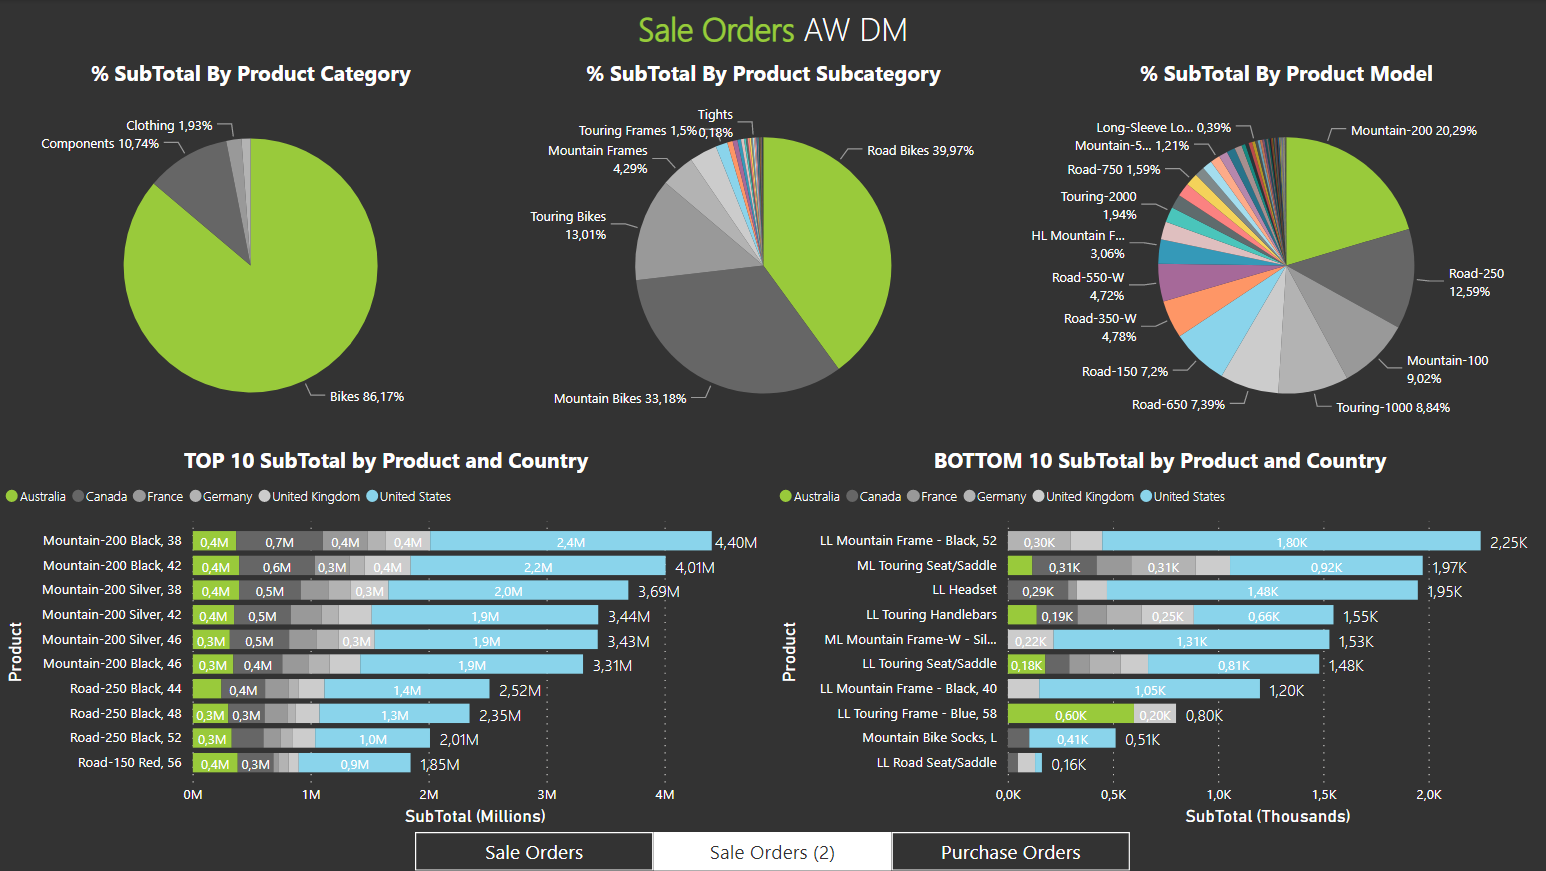 Sale Orders AW DM
% SubTotal By Product Category
Clothing 1,93%
Components 10,74%
Bikes 86,17%
% SubTotal By Product Subcategory
Tights
0,18%
Touring Frames 1,5%
Mountain Frames
4,29%
Touring Bikes
13,01%
Mountain Bikes 33,18%
Road Bikes 39,97%
% SubTotal By Product Model
Long-Sleeve Lo... 0,39%
Mountain-5... 1,21%
Road-750 1,59%
Touring-2000
1,94%
HL Mountain F...
3,06%
Road-550-W
4,72%
Road-350-W
4,78%
Road-150 7,2%
Road-650 7,39%
Touring-1000 8,84%
Mountain-100
9,02%
Road-250
12,59%
Mountain-200 20,29%
TOP 10 SubTotal by Product and Country
Australia Canada France Germany United Kingdom United States
Product
Mountain-200 Black, 38 0,4M 0,7M 0,4M 0,4M 2,4M 4,40M
Mountain-200 Black, 42 0,4M 0,6M 0,3M 0,4M 2,2M 4,01M
Mountain-200 Silver, 38 0,4M 0,5M 0,3M 2,0M 3,69M
Mountain-200 Silver, 42 0,4M 0,5M 1,9M 3,44M
Mountain-200 Silver, 46 0,3M 0,5M 0,3M 1,9M 3,43M
Mountain-200 Black, 46 0,3M 0,4M 1,9M 3,31M
Road-250 Black, 44 0,4M 1,4M 2,52M
Road-250 Black, 48 0,3M 0,3M 1,3M 2,35M
Road-250 Black, 52 0,3M 1,0M 2,01M
Road-150 Red, 56 0,4M 0,3M 0,9M 1,85M
0M 1M 2M 3M 4M
SubTotal (Millions)
BOTTOM 10 SubTotal by Product and Country
Australia Canada France Germany United Kingdom United States
Product
LL Mountain Frame - Black, 52 0,30K 1,80K 2,25K
ML Touring Seat/Saddle 0,31K 0,31K 0,92K 1,97K
LL Headset 0,29K 1,48K 1,95K
LL Touring Handlebars 0,19K 0,25K 0,66K 1,55K
ML Mountain Frame-W - Sil... 0,22K 1,31K 1,53K
LL Touring Seat/Saddle 0,18K 0,81K 1,48K
LL Mountain Frame - Black, 40 1,05K 1,20K
LL Touring Frame - Blue, 58 0,60K 0,20K 0,80K
Mountain Bike Socks, L 0,41K 0,51K
LL Road Seat/Saddle 0,16K
0,0K 0,5K 1,0K 1,5K 2,0K
SubTotal (Thousands)
Sale Orders
Sale Orders (2)
Purchase Orders